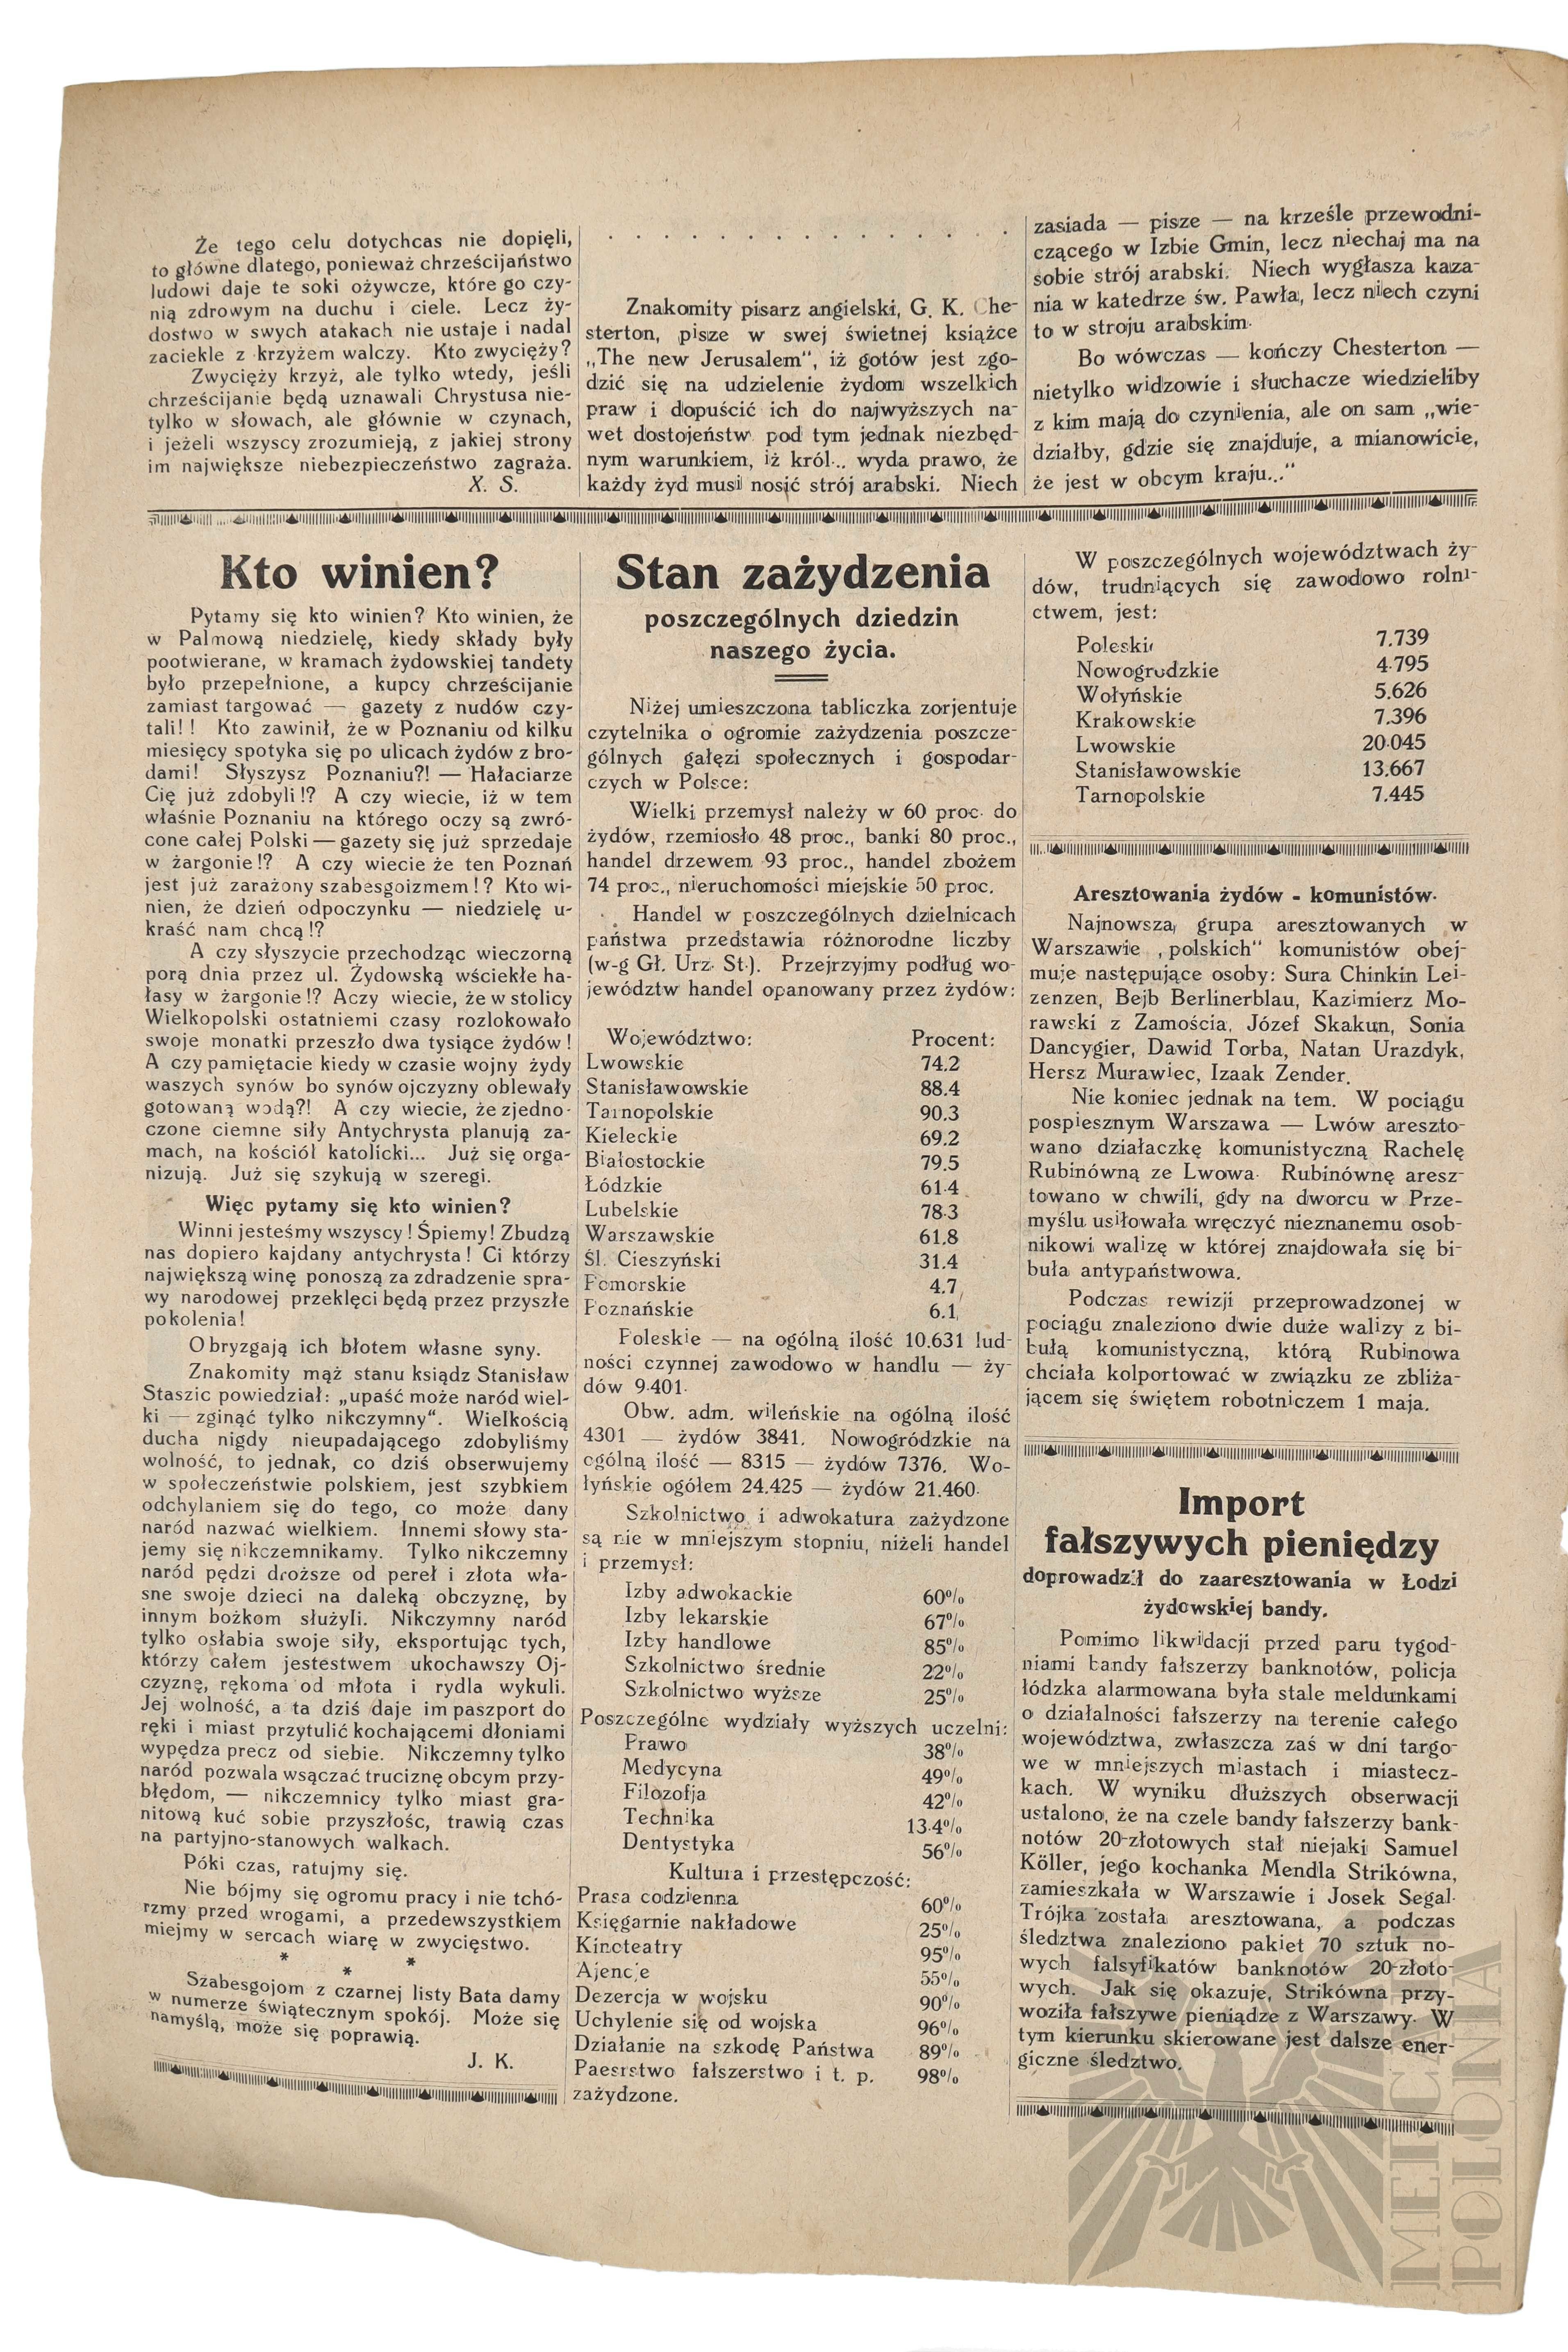 Że tego celu dotychczas nie dopięli,
to główne dlatego, ponieważ chrześcijaństwo
ludowi daje te soki ożywcze, które go czy-
nią zdrowym na duchu i ciele. Lecz ży-
dostwo w swych atakach nie ustaje i nadal
zaciekle z krzyżem walczy. Kto zwycięży?
Zwycięży krzyż, ale tylko wtedy, jeśli
chrześcijanie będą uznawali Chrystusa nie-
tylko w słowach, ale głównie w czynach,
i jeżeli wszyscy zrozumieją, z jakiej strony
im największe niebezpieczeństwo zagraża.
X. S.
. . . . . . . . . . . . . . .
Znakomity pisarz angielski, G. K. Che-
sterton, pisze w swej świetnej książce
„The new Jerusalem“, iż gotów jest zgo-
dzić się na udzielenie żydom wszelkich
praw i dopuścić ich do najwyższych na-
wet dostojeństw pod tym jednak niezbęd-
nym warunkiem, iż król... wyda prawo, że
każdy żyd musi nosić strój arabski. Niech
zasiada — pisze — na krześle przewodni-
czącego w Izbie Gmin, lecz niechaj ma na
sobie strój arabski. Niech wygłasza kaza-
nia w katedrze św. Pawła, lecz niech czyni
to w stroju arabskim.
Bo wówczas — kończy Chesterton —
nietylko widzowie i słuchacze wiedzieliby
z kim mają do czynienia, ale on sam „wie-
działby, gdzie się znajduje, a mianowicie,
że jest w obcym kraju...“
Kto winien?
Pytamy się kto winien? Kto winien, że
w Palmową niedzielę, kiedy składy były
pootwierane, w kramach żydowskiej tandety
było przepełnione, a kupcy chrześcijanie
zamiast targować — gazety z nudów czy-
tali!! Kto zawinił, że w Poznaniu od kilku
miesięcy spotyka się po ulicach żydów z bro-
dami! Słyszysz Poznaniu?! — Hałaciarze
Cię już zdobyli!? A czy wiecie, iż w tem
właśnie Poznaniu na którego oczy są zwró-
cone całej Polski — gazety się już sprzedaje
w żargonie!? A czy wiecie że ten Poznań
jest już zarażony szabesgoizmem!? Kto wi-
nien, że dzień odpoczynku — niedzielę u-
kraść nam chcą!?
A czy słyszycie przechodząc wieczorną
porą dnia przez ul. Żydowską wściekłe ha-
łasy w żargonie!? Aczy wiecie, że w stolicy
Wielkopolski ostatniemi czasy rozlokowało
swoje monatki przeszło dwa tysiące żydów!
A czy pamiętacie kiedy w czasie wojny żydy
waszych synów bo synów ojczyzny oblewały
gotowaną wodą?! A czy wiecie, że zjedno-
czone ciemne siły Antychrysta planują za-
mach, na kościół katolicki... Już się orga-
nizują. Już się szykują w szeregi.
Więc pytamy się kto winien?
Winni jesteśmy wszyscy! Śpiemy! Zbudzą
nas dopiero kajdany antychrysta! Ci którzy
największą winę ponoszą za zdradzenie spra-
wy narodowej przeklęci będą przez przyszłe
pokolenia!
Obryzgają ich błotem własne syny.
Znakomity mąż stanu ksiądz Stanisław
Staszic powiedział: „upaść może naród wiel-
ki — zginąć tylko nikczymny“. Wielkością
ducha nigdy nieupadającego zdobyliśmy
wolność, to jednak, co dziś obserwujemy
w społeczeństwie polskiem, jest szybkiem
odchylaniem się do tego, co może dany
naród nazwać wielkiem. Innemi słowy sta-
jemy się nikczemnikamy. Tylko nikczemny
naród pędzi droższe od pereł i złota wła-
sne swoje dzieci na daleką obczyznę, by
innym bożkom służyli. Nikczymny naród
tylko osłabia swoje siły, eksportując tych,
którzy całem jestestwem ukochawszy Oj-
czyznę, rękoma od młota i rydla wykuli.
Jej wolność, a ta dziś daje im paszport do
ręki i miast przytulić kochającemi dłoniami
wypędza precz od siebie. Nikczemny tylko
naród pozwala wsączać truciznę obcym przy-
błędom, — nikczemnicy tylko miast gra-
nitową kuć sobie przyszłośc, trawią czas
na partyjno-stanowych walkach.
Póki czas, ratujmy się.
Nie bójmy się ogromu pracy i nie tchó-
rzmy przed wrogami, a przedewszystkiem
miejmy w sercach wiarę w zwycięstwo.
* * *
Szabesgojom z czarnej listy Bata damy
w numerze świątecznym spokój. Może się
namyślą, może się poprawią.
J. K.
Stan zażydzenia
poszczególnych dziedzin
naszego życia.
Niżej umieszczona tabliczka zorjentuje
czytelnika o ogromie zażydzenia poszcze-
gólnych gałęzi społecznych i gospodar-
czych w Polsce:
Wielki przemysł należy w 60 proc. do
żydów, rzemiosło 48 proc., banki 80 proc.,
handel drzewem 93 proc., handel zbożem
74 proc., nieruchomości miejskie 50 proc.
Handel w poszczególnych dzielnicach
państwa przedstawia różnorodne liczby
(w-g Gł. Urz. St.). Przejrzyjmy podług wo-
jewództw handel opanowany przez żydów:
Województwo: Procent:
Lwowskie 74.2
Stanisławowskie 88.4
Tarnopolskie 90.3
Kieleckie 69.2
Białostockie 79.5
Łódzkie 61.4
Lubelskie 78.3
Warszawskie 61.8
Śl. Cieszyński 31.4
Pomorskie 4.7
Poznańskie 6.1
Poleskie — na ogólną ilość 10.631 lud-
ności czynnej zawodowo w handlu — ży-
dów 9.401.
Obw. adm. wileńskie na ogólną ilość
4301 — żydów 3841. Nowogródzkie na
ogólną ilość — 8315 — żydów 7376. Wo-
łyńskie ogółem 24.425 — żydów 21.460.
Szkolnictwo i adwokatura zażydzone
są nie w mniejszym stopniu, niżeli handel
i przemysł:
Izby adwokackie 60%
Izby lekarskie 67%
Izby handlowe 85%
Szkolnictwo średnie 22%
Szkolnictwo wyższe 25%
Poszczególne wydziały wyższych uczelni:
Prawo 38%
Medycyna 49%
Filozofja 42%
Technika 13.4%
Dentystyka 56%
Kultura i przestępczość:
Prasa codzienna 60%
Księgarnie nakładowe 25%
Kinoteatry 95%
Ajencje 55%
Dezercja w wojsku 90%
Uchylenie się od wojska 96%
Działanie na szkodę Państwa 89%
Paesrstwo fałszerstwo i t. p. 98%
zażydzone.
W poszczególnych województwach ży-
dów, trudniących się zawodowo rolni-
ctwem, jest:
Poleski 7.739
Nowogrodzkie 4.795
Wołyńskie 5.626
Krakowskie 7.396
Lwowskie 20.045
Stanisławowskie 13.667
Tarnopolskie 7.445
Aresztowania żydów - komunistów.
Najnowsza, grupa aresztowanych w
Warszawie „polskich“ komunistów obej-
muje następujące osoby: Sura Chinkin Lei-
zenzen, Bejb Berlinerblau, Kazimierz Mo-
rawski z Zamościa, Józef Skakun, Sonia
Dancygier, Dawid Torba, Natan Urazdyk,
Hersz Murawiec, Izaak Zender.
Nie koniec jednak na tem. W pociągu
pospiesznym Warszawa — Lwów areszto-
wano działaczkę komunistyczną Rachelę
Rubinówną ze Lwowa. Rubinównę aresz-
towano w chwili, gdy na dworcu w Prze-
myślu usiłowała wręczyć nieznanemu osob-
nikowi walizę w której znajdowała się bi-
buła antypaństwowa.
Podczas rewizji przeprowadzonej w
pociągu znaleziono dwie duże walizy z bi-
bułą komunistyczną, którą Rubinowa
chciała kolportować w związku ze zbliża-
jącem się świętem robotniczem 1 maja.
Import
fałszywych pieniędzy
doprowadził do zaaresztowania w Łodzi
żydowskiej bandy.
Pomimo likwidacji przed paru tygod-
niami bandy fałszerzy banknotów, policja
łódzka alarmowana była stale meldunkami
o działalności fałszerzy na terenie całego
województwa, zwłaszcza zaś w dni targo-
we w mniejszych miastach i miastecz-
kach. W wyniku dłuższych obserwacji
ustalono, że na czele bandy fałszerzy bank-
notów 20-złotowych stał niejaki Samuel
Köller, jego kochanka Mendla Strikówna,
zamieszkała w Warszawie i Josek Segal.
Trójka została aresztowana, a podczas
śledztwa znaleziono pakiet 70 sztuk no-
wych falsyfikatów banknotów 20-złoto-
wych. Jak się okazuje, Strikówna przy-
woziła fałszywe pieniądze z Warszawy. W
tym kierunku skierowane jest dalsze ener-
giczne śledztwo.